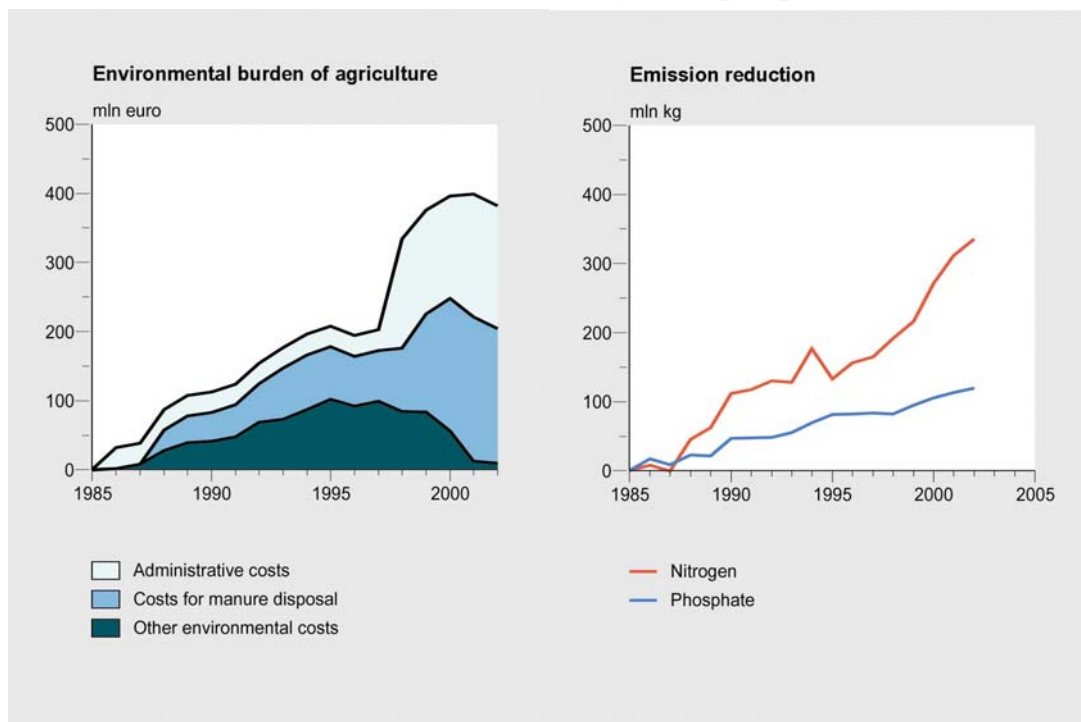 Environmental burden of agriculture
mln euro
500
400
300
200
100
0
1985
1990
1995
2000
Administrative costs
Costs for manure disposal
Other environmental costs
Emission reduction
mln kg
500
400
300
200
100
0
1985
1990
1995
2000
2005
Nitrogen
Phosphate